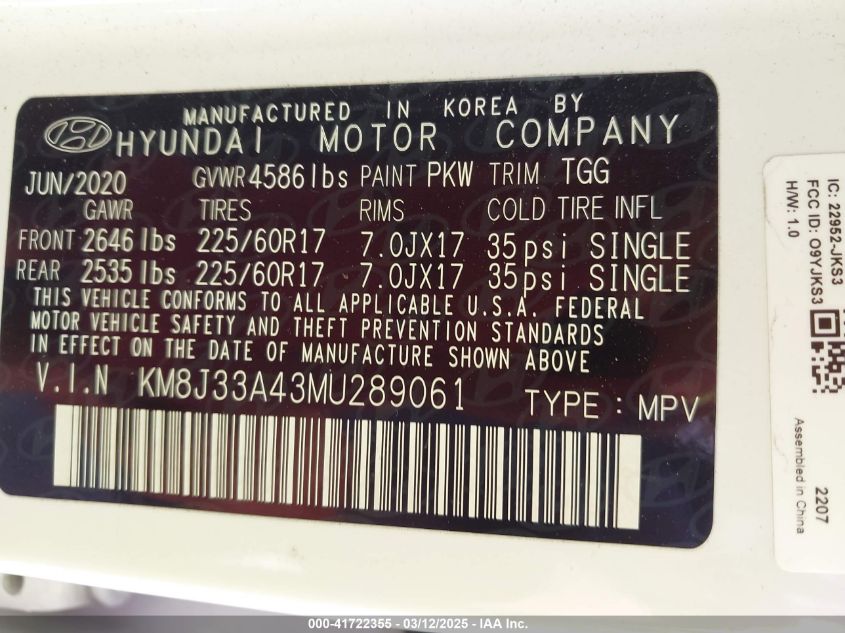 MANUFACTURED IN KOREA BY
HYUNDAI MOTOR COMPANY
JUN/2020 GVWR 4586 lbs PAINT PKW TRIM TGG
GAWR TIRES RIMS COLD TIRE INFL
FRONT 2646 lbs 225/60R17 7.0JX17 35psi SINGLE
REAR 2535 lbs 225/60R17 7.0JX17 35psi SINGLE
THIS VEHICLE CONFORMS TO ALL APPLICABLE U.S.A. FEDERAL
MOTOR VEHICLE SAFETY AND THEFT PREVENTION STANDARDS
IN EFFECT ON THE DATE OF MANUFACTURE SHOWN ABOVE
V.I.N KM8J33A43MU289061 TYPE : MPV
IC: 22952-JKS3
FCC ID: O9YJKS3
H/W: 1.0
2207
Assembled in China
000-41722355 - 03/12/2025 - IAA Inc.